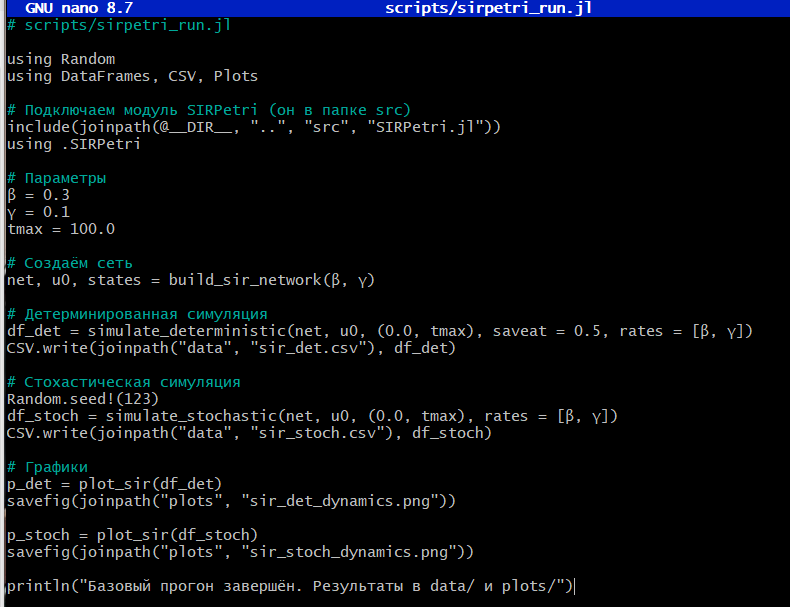 GNU nano 8.7 scripts/sirpetri_run.jl
# scripts/sirpetri_run.jl
using Random
using DataFrames, CSV, Plots
# Подключаем модуль SIRPetri (он в папке src)
include(joinpath(@__DIR__, "..", "src", "SIRPetri.jl"))
using .SIRPetri
# Параметры
β = 0.3
γ = 0.1
tmax = 100.0
# Создаём сеть
net, u0, states = build_sir_network(β, γ)
# Детерминированная симуляция
df_det = simulate_deterministic(net, u0, (0.0, tmax), saveat = 0.5, rates = [β, γ])
CSV.write(joinpath("data", "sir_det.csv"), df_det)
# Стохастическая симуляция
Random.seed!(123)
df_stoch = simulate_stochastic(net, u0, (0.0, tmax), rates = [β, γ])
CSV.write(joinpath("data", "sir_stoch.csv"), df_stoch)
# Графики
p_det = plot_sir(df_det)
savefig(joinpath("plots", "sir_det_dynamics.png"))
p_stoch = plot_sir(df_stoch)
savefig(joinpath("plots", "sir_stoch_dynamics.png"))
println("Базовый прогон завершён. Результаты в data/ и plots/")